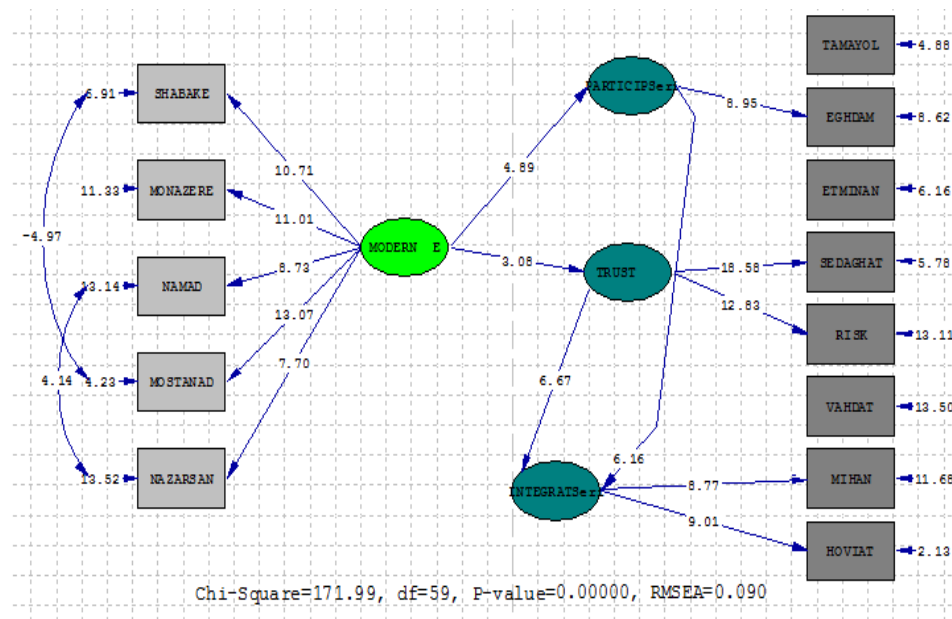 TAMAYOL
4.88
PARTICIPSeri
6.91
SHABAKE
8.95
EGHDAM
8.62
4.89
10.71
11.33
MONAZERE
ETMINAN
6.16
11.01
-4.97
MODERN E
8.73
3.08
TRUST
18.58
SEDAGHAT
5.78
13.14
NAMAD
12.83
13.07
RISK
13.11
7.70
4.14
4.23
MOSTANAD
6.67
VAHDAT
13.50
6.16
13.52
NAZARSAN
INTEGRATSeri
8.77
MIHAN
11.68
9.01
HOVIAT
2.13
Chi-Square=171.99, df=59, P-value=0.00000, RMSEA=0.090